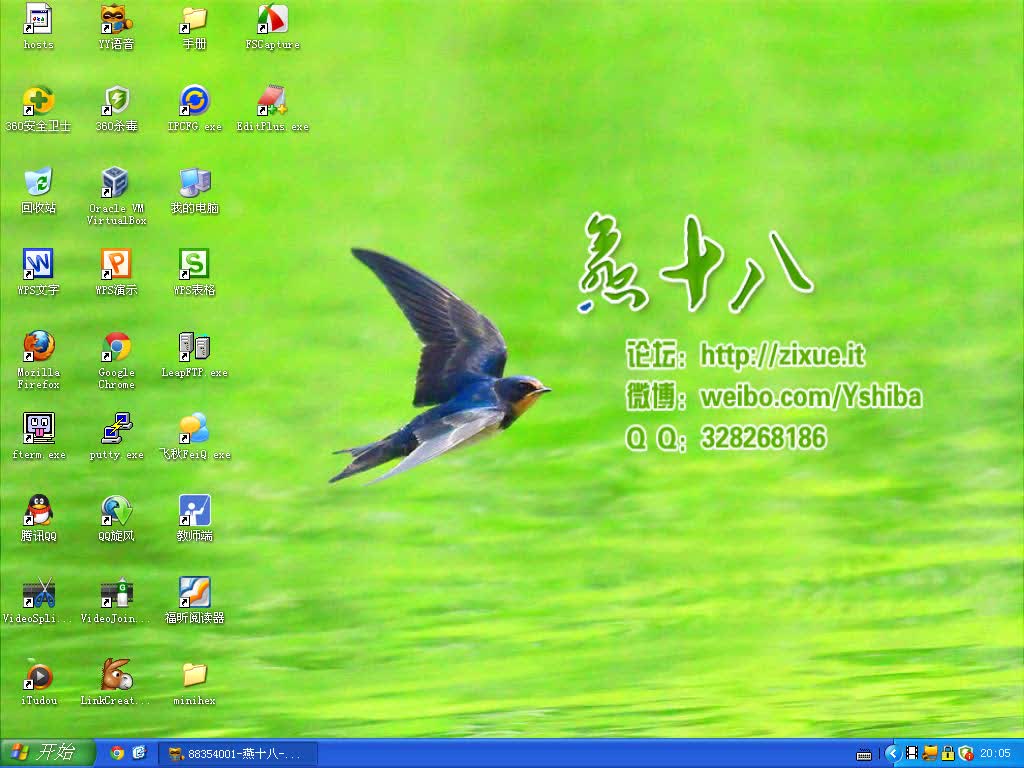 hosts
YY语音
手册
FSCapture
360安全卫士
360杀毒
IPCFG.exe
EditPlus.exe
回收站
Oracle VM
VirtualBox
我的电脑
WPS文字
WPS演示
WPS表格
Mozilla
Firefox
Google
Chrome
LeapFTP.exe
fterm.exe
putty.exe
飞秋FeiQ.exe
腾讯QQ
QQ旋风
教师端
VideoSpli...
VideoJoin...
福昕阅读器
iTudou
LinkCreat...
minihex
燕十八
论坛：http://zixue.it
微博：weibo.com/Yshiba
Q Q：328268186
开始
88354001-燕十八-...
20:05